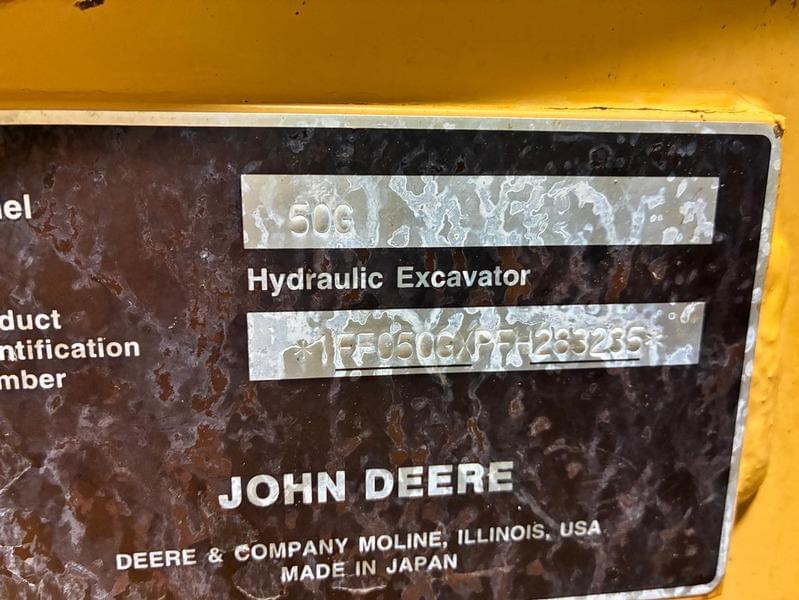 el
50G
Hydraulic Excavator
duct
ntification
mber
*1FF050GXPFH283235*
JOHN DEERE
DEERE & COMPANY MOLINE, ILLINOIS, USA
MADE IN JAPAN